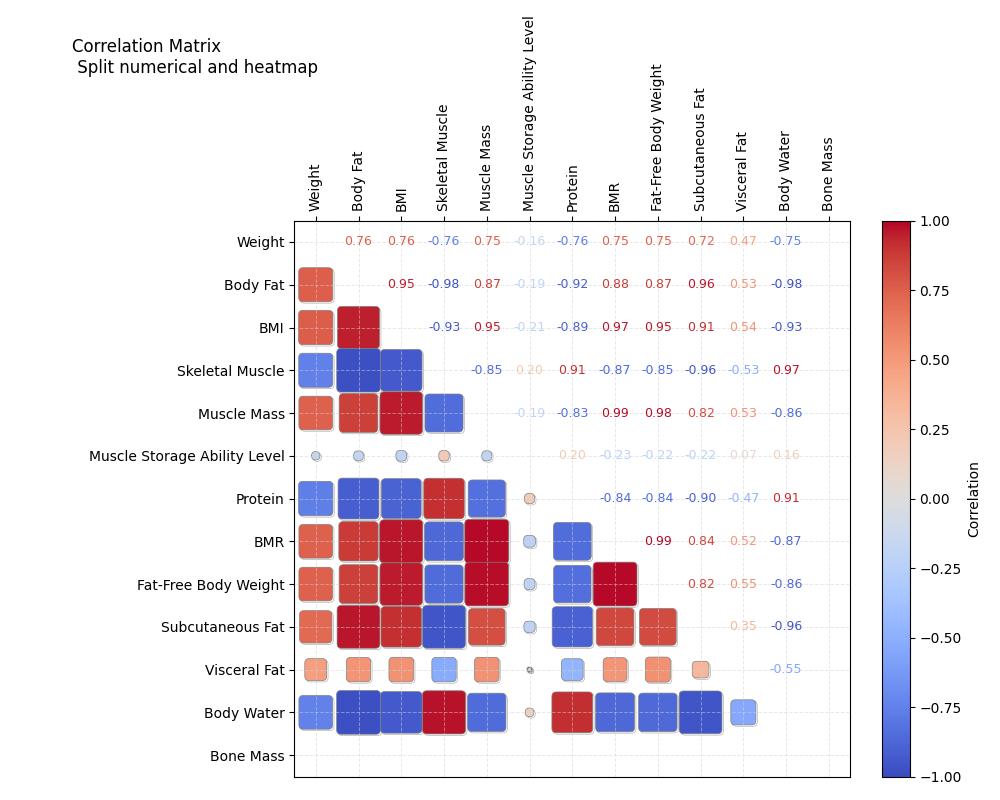 Correlation Matrix
Split numerical and heatmap
Weight
Body Fat
BMI
Skeletal Muscle
Muscle Mass
Muscle Storage Ability Level
Protein
BMR
Fat-Free Body Weight
Subcutaneous Fat
Visceral Fat
Body Water
Bone Mass
Weight 0.76 0.76 -0.76 0.75 -0.16 -0.76 0.75 0.75 0.72 0.47 -0.75
Body Fat 0.95 -0.98 0.87 -0.19 -0.92 0.88 0.87 0.96 0.53 -0.98
BMI -0.93 0.95 -0.21 -0.89 0.97 0.95 0.91 0.54 -0.93
Skeletal Muscle -0.85 0.20 0.91 -0.87 -0.85 -0.96 -0.53 0.97
Muscle Mass -0.19 -0.83 0.99 0.98 0.82 0.53 -0.86
Muscle Storage Ability Level 0.20 -0.23 -0.22 -0.22 0.07 0.16
Protein -0.84 -0.84 -0.90 -0.47 0.91
BMR 0.99 0.84 0.52 -0.87
Fat-Free Body Weight 0.82 0.55 -0.86
Subcutaneous Fat 0.35 -0.96
Visceral Fat -0.55
Body Water
Bone Mass
1.00
0.75
0.50
0.25
0.00
−0.25
−0.50
−0.75
−1.00
Correlation